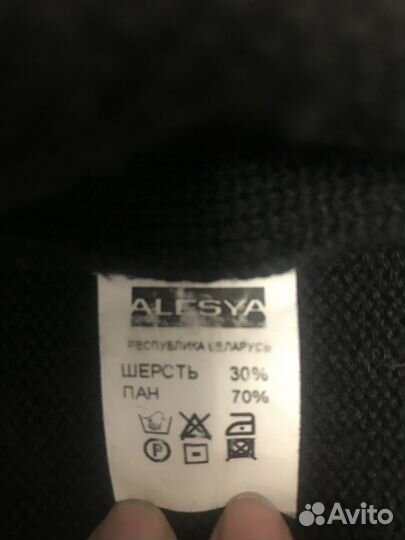 ALESYA
РЕСПУБЛИКА БЕЛАРУСЬ
ШЕРСТЬ 30%
ПАН 70%
P
Avito